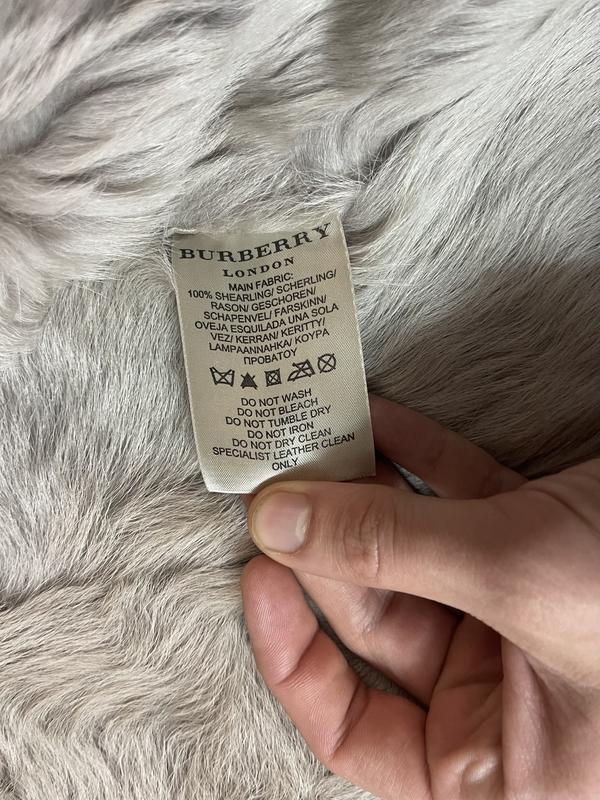 BURBERRY
LONDON
MAIN FABRIC:
100% SHEARLING/ SCHERLING/
RASON/ GESCHOREN/
SCHAPENVEL/ FARSKINN/
OVEJA ESQUILADA UNA SOLA
VEZ/ KERRAN/ KERITTY/
LAMPAANNAHKA/ ΚΟΥΡΑ
ΠΡΟΒΑΤΟΥ
DO NOT WASH
DO NOT BLEACH
DO NOT TUMBLE DRY
DO NOT IRON
DO NOT DRY CLEAN
SPECIALIST LEATHER CLEAN
ONLY